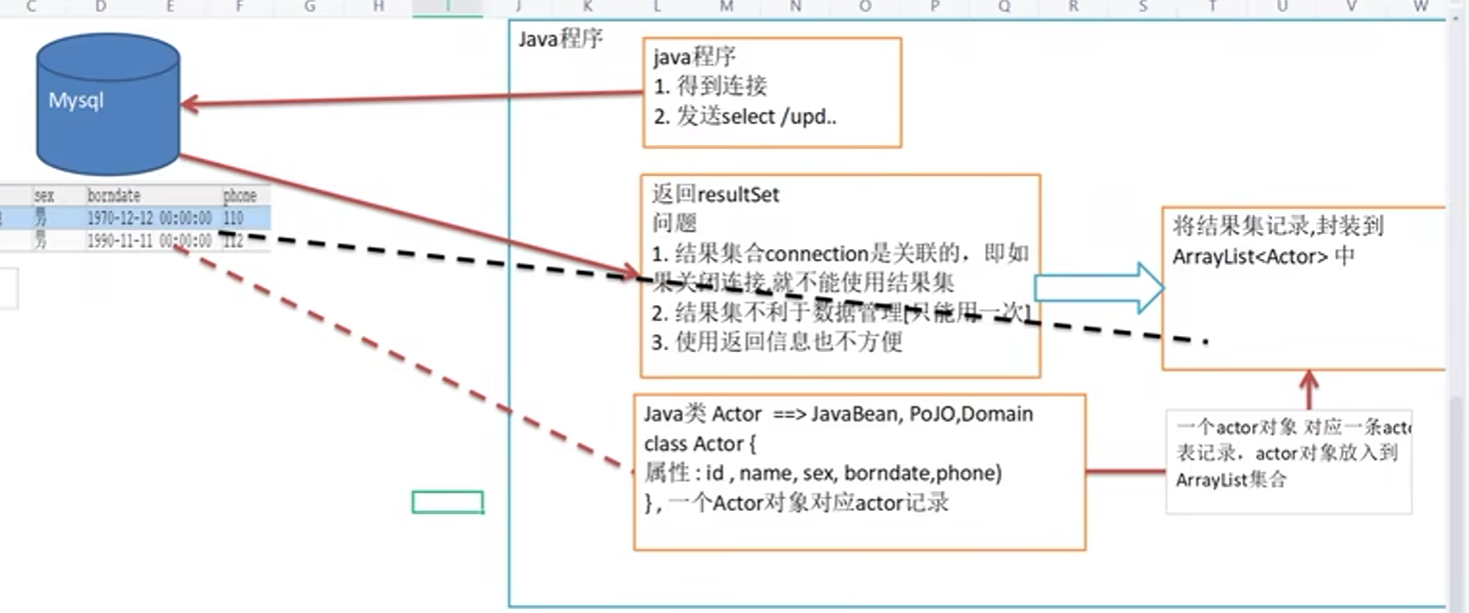 C D E F G H I J K L M N O P Q R S T U V W
Java程序
Mysql
java程序
1. 得到连接
2. 发送select /upd..
sex borndate phone
男 1970-12-12 00:00:00 110
男 1990-11-11 00:00:00 112
返回resultSet
问题
1. 结果集合connection是关联的，即如
果关闭连接,就不能使用结果集
2. 结果集不利于数据管理[只能用一次]
3. 使用返回信息也不方便
将结果集记录,封装到
ArrayList<Actor> 中
Java类 Actor ==> JavaBean, PoJO,Domain
class Actor {
属性 : id , name, sex, borndate,phone)
} , 一个Actor对象对应actor记录
一个actor对象 对应一条acto
表记录，actor对象放入到
ArrayList集合